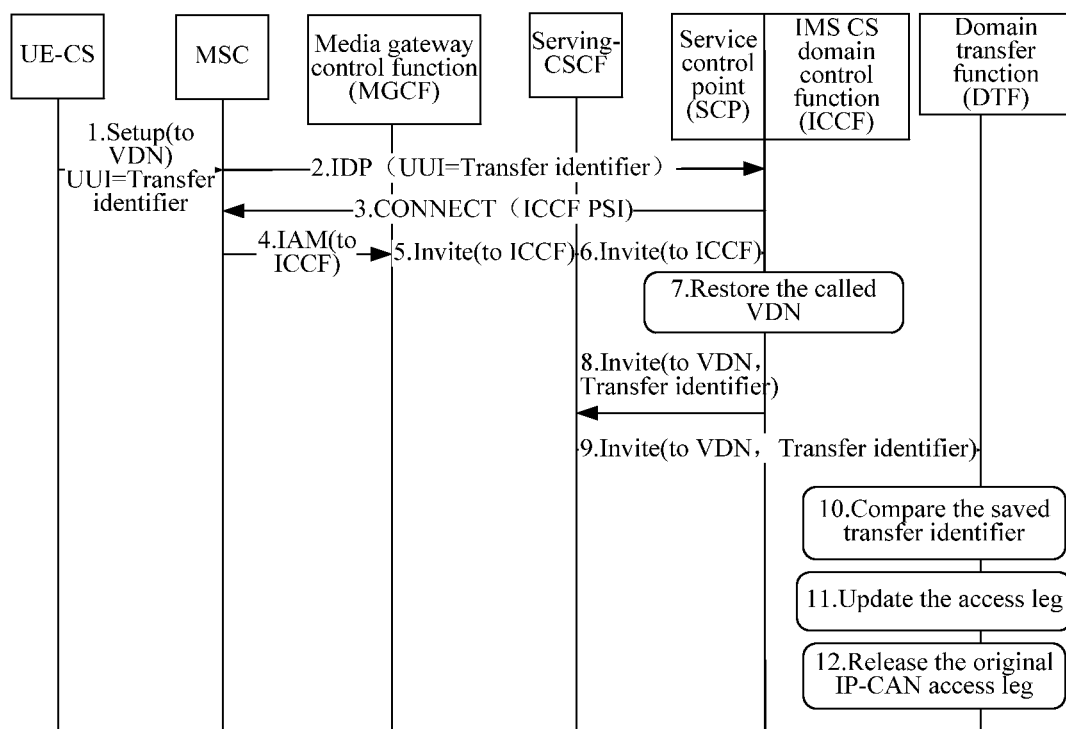 UE-CS
MSC
Media gateway
control function
(MGCF)
Serving-
CSCF
Service
control
point
(SCP)
IMS CS
domain
control
function
(ICCF)
Domain
transfer
function
(DTF)
1.Setup(to
VDN)
UUI=Transfer
identifier
2.IDP（UUI=Transfer identifier）
3.CONNECT（ICCF PSI)
4.IAM(to
ICCF)
5.Invite(to ICCF)
6.Invite(to ICCF)
7.Restore the called
VDN
8.Invite(to VDN，
Transfer identifier)
9.Invite(to VDN， Transfer identifier)
10.Compare the saved
transfer identifier
11.Update the access leg
12.Release the original
IP-CAN access leg